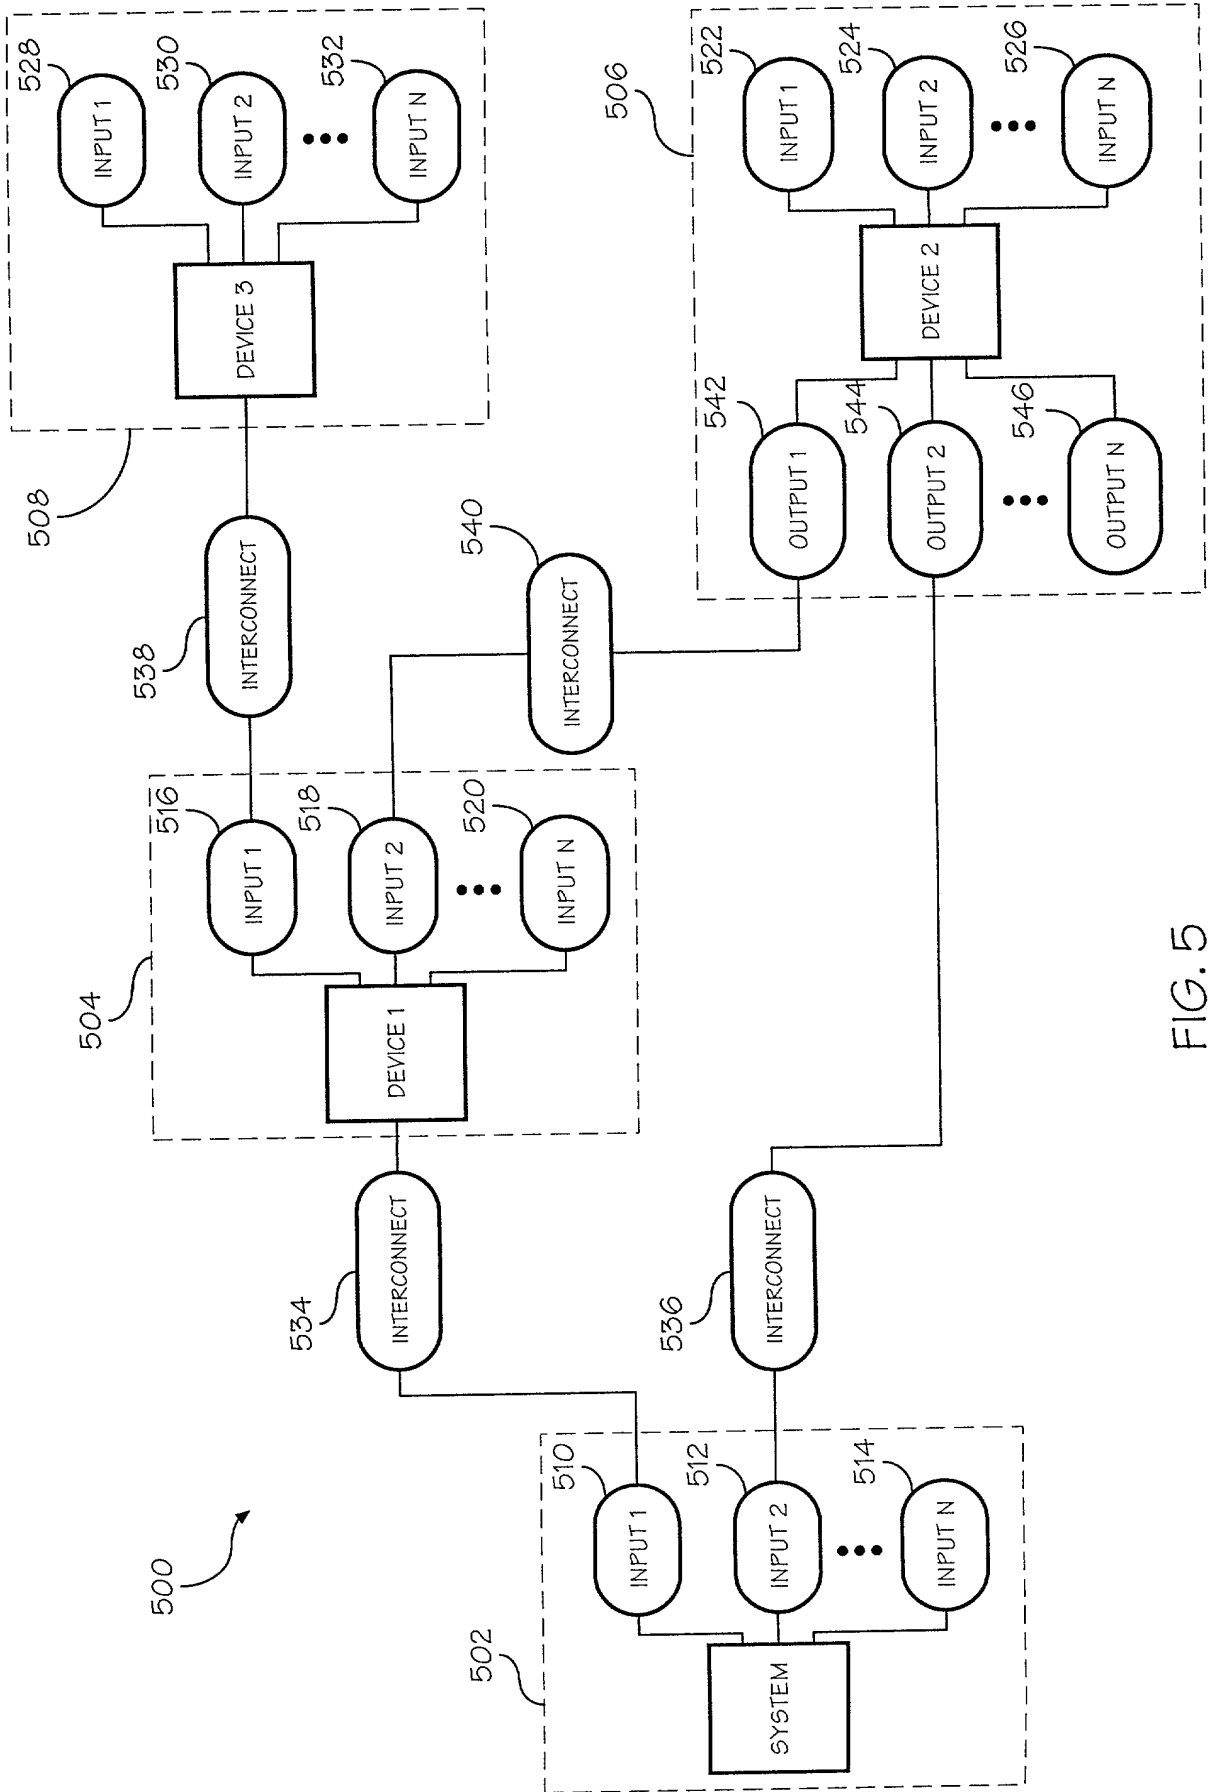 500
502
SYSTEM
INPUT 1
510
INPUT 2
512
INPUT N
514
INTERCONNECT
534
INTERCONNECT
536
504
DEVICE 1
INPUT 1
516
INPUT 2
518
INPUT N
520
INTERCONNECT
538
INTERCONNECT
540
508
DEVICE 3
INPUT 1
528
INPUT 2
530
INPUT N
532
506
OUTPUT 1
542
OUTPUT 2
544
OUTPUT N
546
DEVICE 2
INPUT 1
522
INPUT 2
524
INPUT N
526
FIG. 5